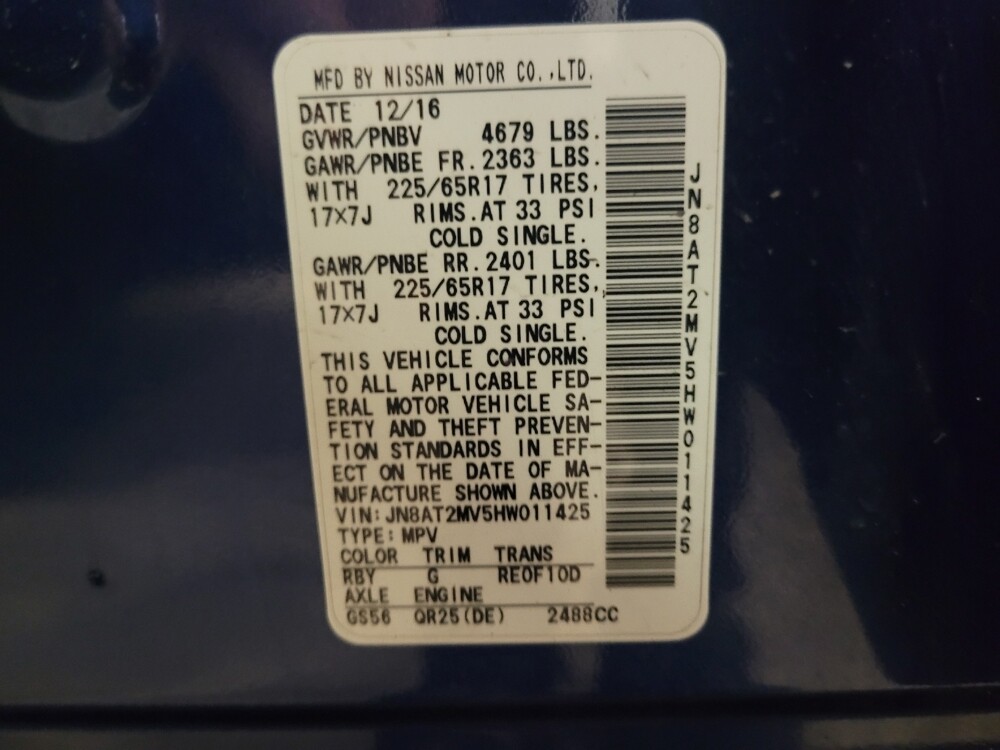 MFD BY NISSAN MOTOR CO.,LTD.
DATE 12/16
GVWR/PNBV 4679 LBS.
GAWR/PNBE FR.2363 LBS.
WITH 225/65R17 TIRES,
17×7J RIMS.AT 33 PSI
COLD SINGLE.
GAWR/PNBE RR.2401 LBS.
WITH 225/65R17 TIRES,
17×7J RIMS.AT 33 PSI
COLD SINGLE.
THIS VEHICLE CONFORMS
TO ALL APPLICABLE FED-
ERAL MOTOR VEHICLE SA-
FETY AND THEFT PREVEN-
TION STANDARDS IN EFF-
ECT ON THE DATE OF MA-
NUFACTURE SHOWN ABOVE.
VIN:JN8AT2MV5HW011425
TYPE:MPV
COLOR TRIM TRANS
RBY G RE0F10D
AXLE ENGINE
GS56 QR25(DE) 2488CC
JN8AT2MV5HW011425